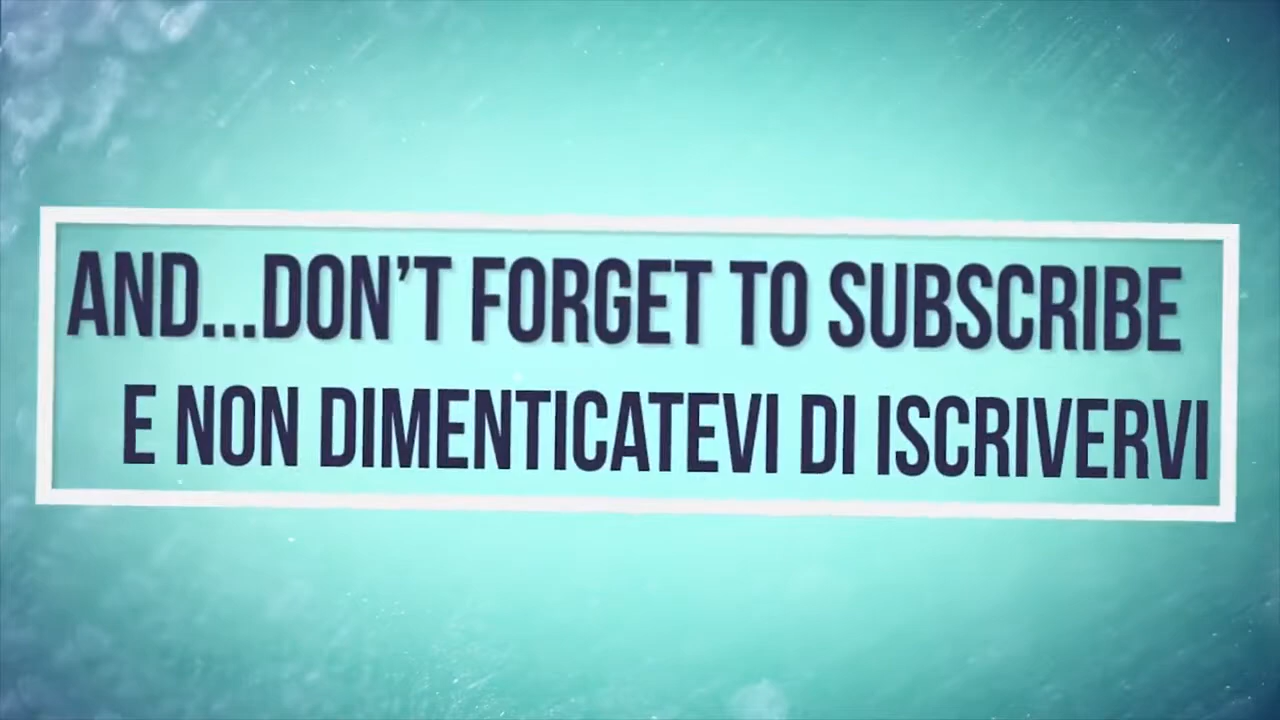 AND...DON'T FORGET TO SUBSCRIBE
E NON DIMENTICATEVI DI ISCRIVERVI